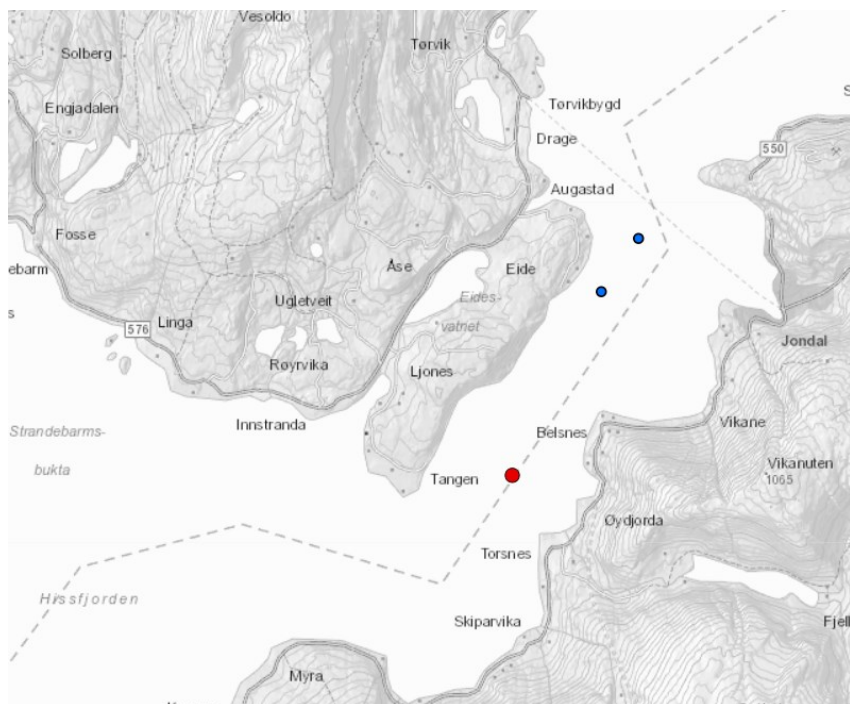 Vesoldo
Solberg
Tørvik
Engjadalen
Tørvikbygd
Drage
550
Augastad
Fosse
ebarm
Åse
Eide
Ugletveit
Eides-
vatnet
s
Linga
576
Jondal
Røyrvika
Ljones
Innstranda
Vikane
Strandebarms-
bukta
Belsnes
Vikanuten
1065
Tangen
Øydjorda
Torsnes
Hissfjorden
Skiparvika
Fjell
Myra